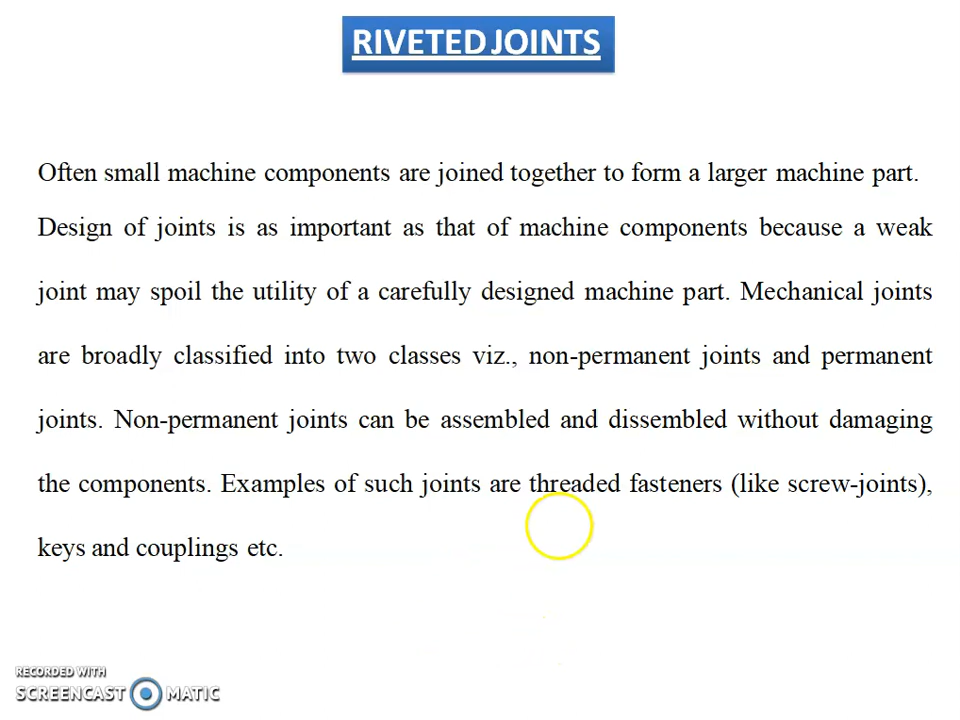 RIVETED JOINTS
Often small machine components are joined together to form a larger machine part.
Design of joints is as important as that of machine components because a weak
joint may spoil the utility of a carefully designed machine part. Mechanical joints
are broadly classified into two classes viz., non-permanent joints and permanent
joints. Non-permanent joints can be assembled and dissembled without damaging
the components. Examples of such joints are threaded fasteners (like screw-joints),
keys and couplings etc.
RECORDED WITH
SCREENCAST MATIC